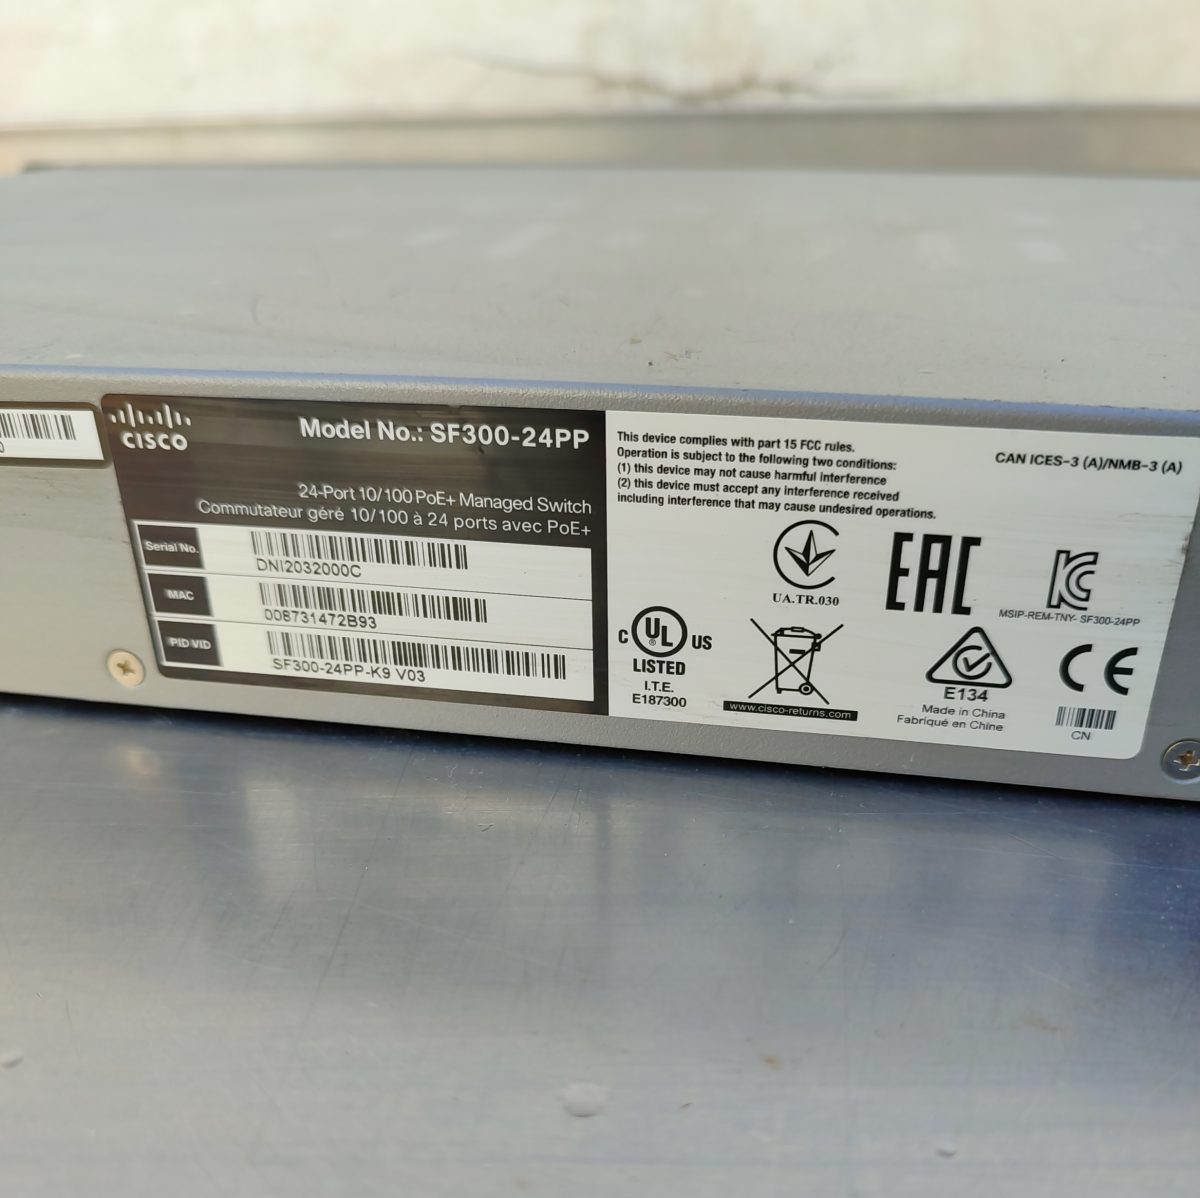 0
CISCO
Model No.: SF300-24PP
24-Port 10/100 PoE+ Managed Switch
Commutateur géré 10/100 à 24 ports avec PoE+
Serial No.
DNI2032000C
MAC
008731472B93
PID VID
SF300-24PP-K9 V03
This device complies with part 15 FCC rules.
Operation is subject to the following two conditions:
(1) this device may not cause harmful interference
(2) this device must accept any interference received
including interference that may cause undesired operations.
CAN ICES-3 (A)/NMB-3 (A)
UA.TR.030
EAC
KC
MSIP-REM-TNY- SF300-24PP
C UL US
LISTED
I.T.E.
E187300
www.cisco-returns.com
E134
Made in China
Fabriqué en Chine
CE
CN